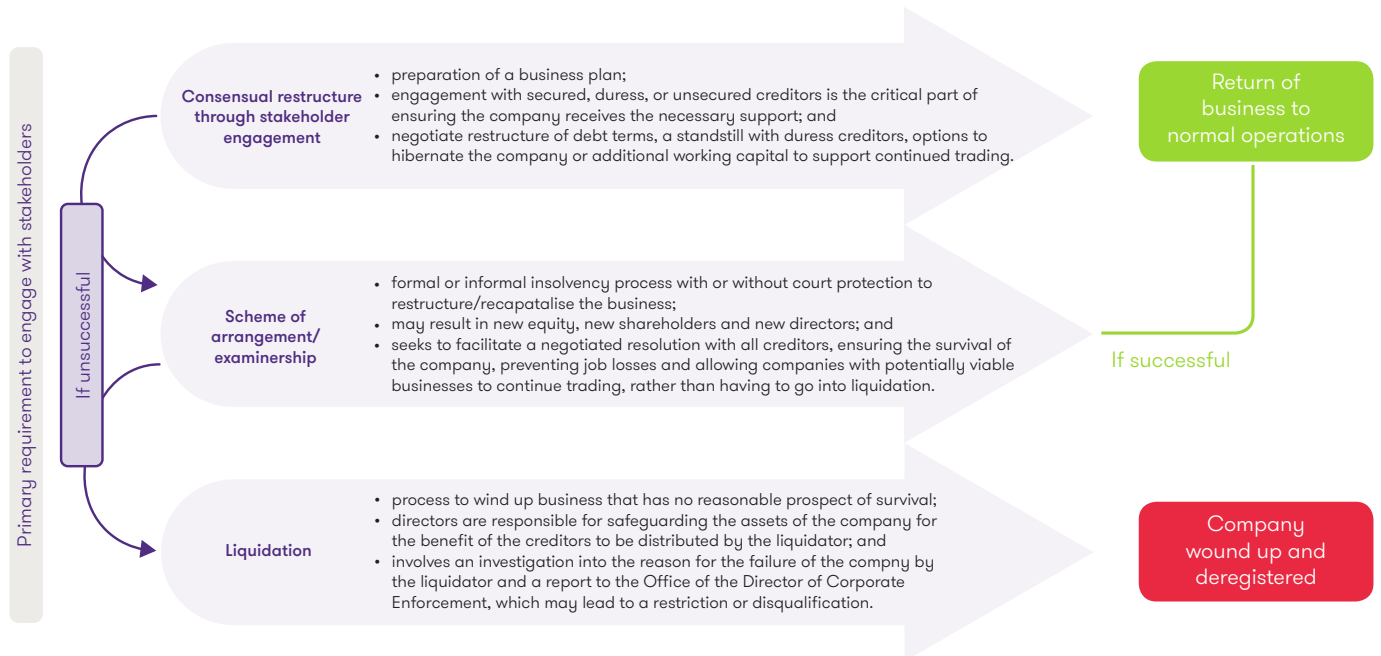 Primary requirement to engage with stakeholders
If unsuccessful
Consensual restructure
through stakeholder
engagement
• preparation of a business plan;
• engagement with secured, duress, or unsecured creditors is the critical part of
ensuring the company receives the necessary support; and
• negotiate restructure of debt terms, a standstill with duress creditors, options to
hibernate the company or additional working capital to support continued trading.
Return of
business to
normal operations
Scheme of
arrangement/
examinership
• formal or informal insolvency process with or without court protection to
restructure/recapatalise the business;
• may result in new equity, new shareholders and new directors; and
• seeks to facilitate a negotiated resolution with all creditors, ensuring the survival of
the company, preventing job losses and allowing companies with potentially viable
businesses to continue trading, rather than having to go into liquidation.
If successful
Liquidation
• process to wind up business that has no reasonable prospect of survival;
• directors are responsible for safeguarding the assets of the company for
the benefit of the creditors to be distributed by the liquidator; and
• involves an investigation into the reason for the failure of the compny by
the liquidator and a report to the Office of the Director of Corporate
Enforcement, which may lead to a restriction or disqualification.
Company
wound up and
deregistered